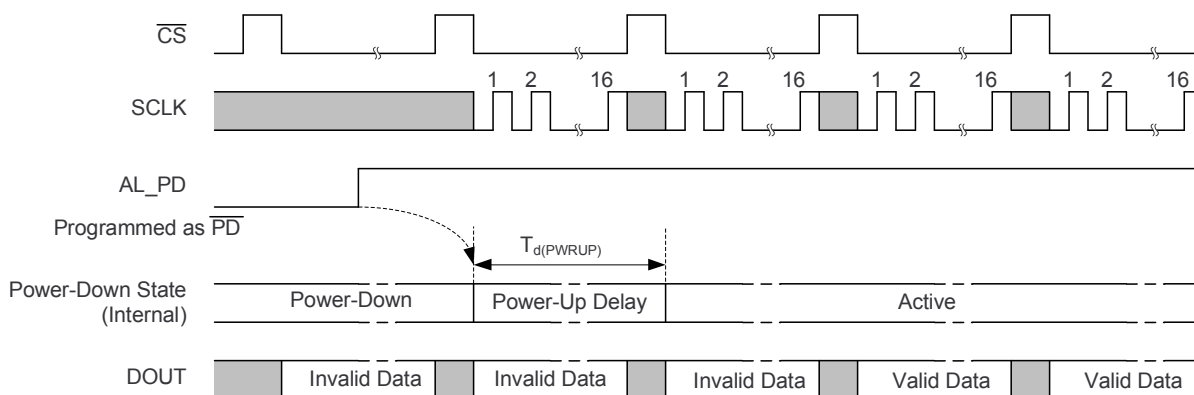 CS
1 2 16 1 2 16 1 2 16 1 2 16
SCLK
AL_PD
Programmed as PD
Td(PWRUP)
Power-Down State
(Internal)
Power-Down Power-Up Delay Active
DOUT
Invalid Data Invalid Data Invalid Data Valid Data Valid Data